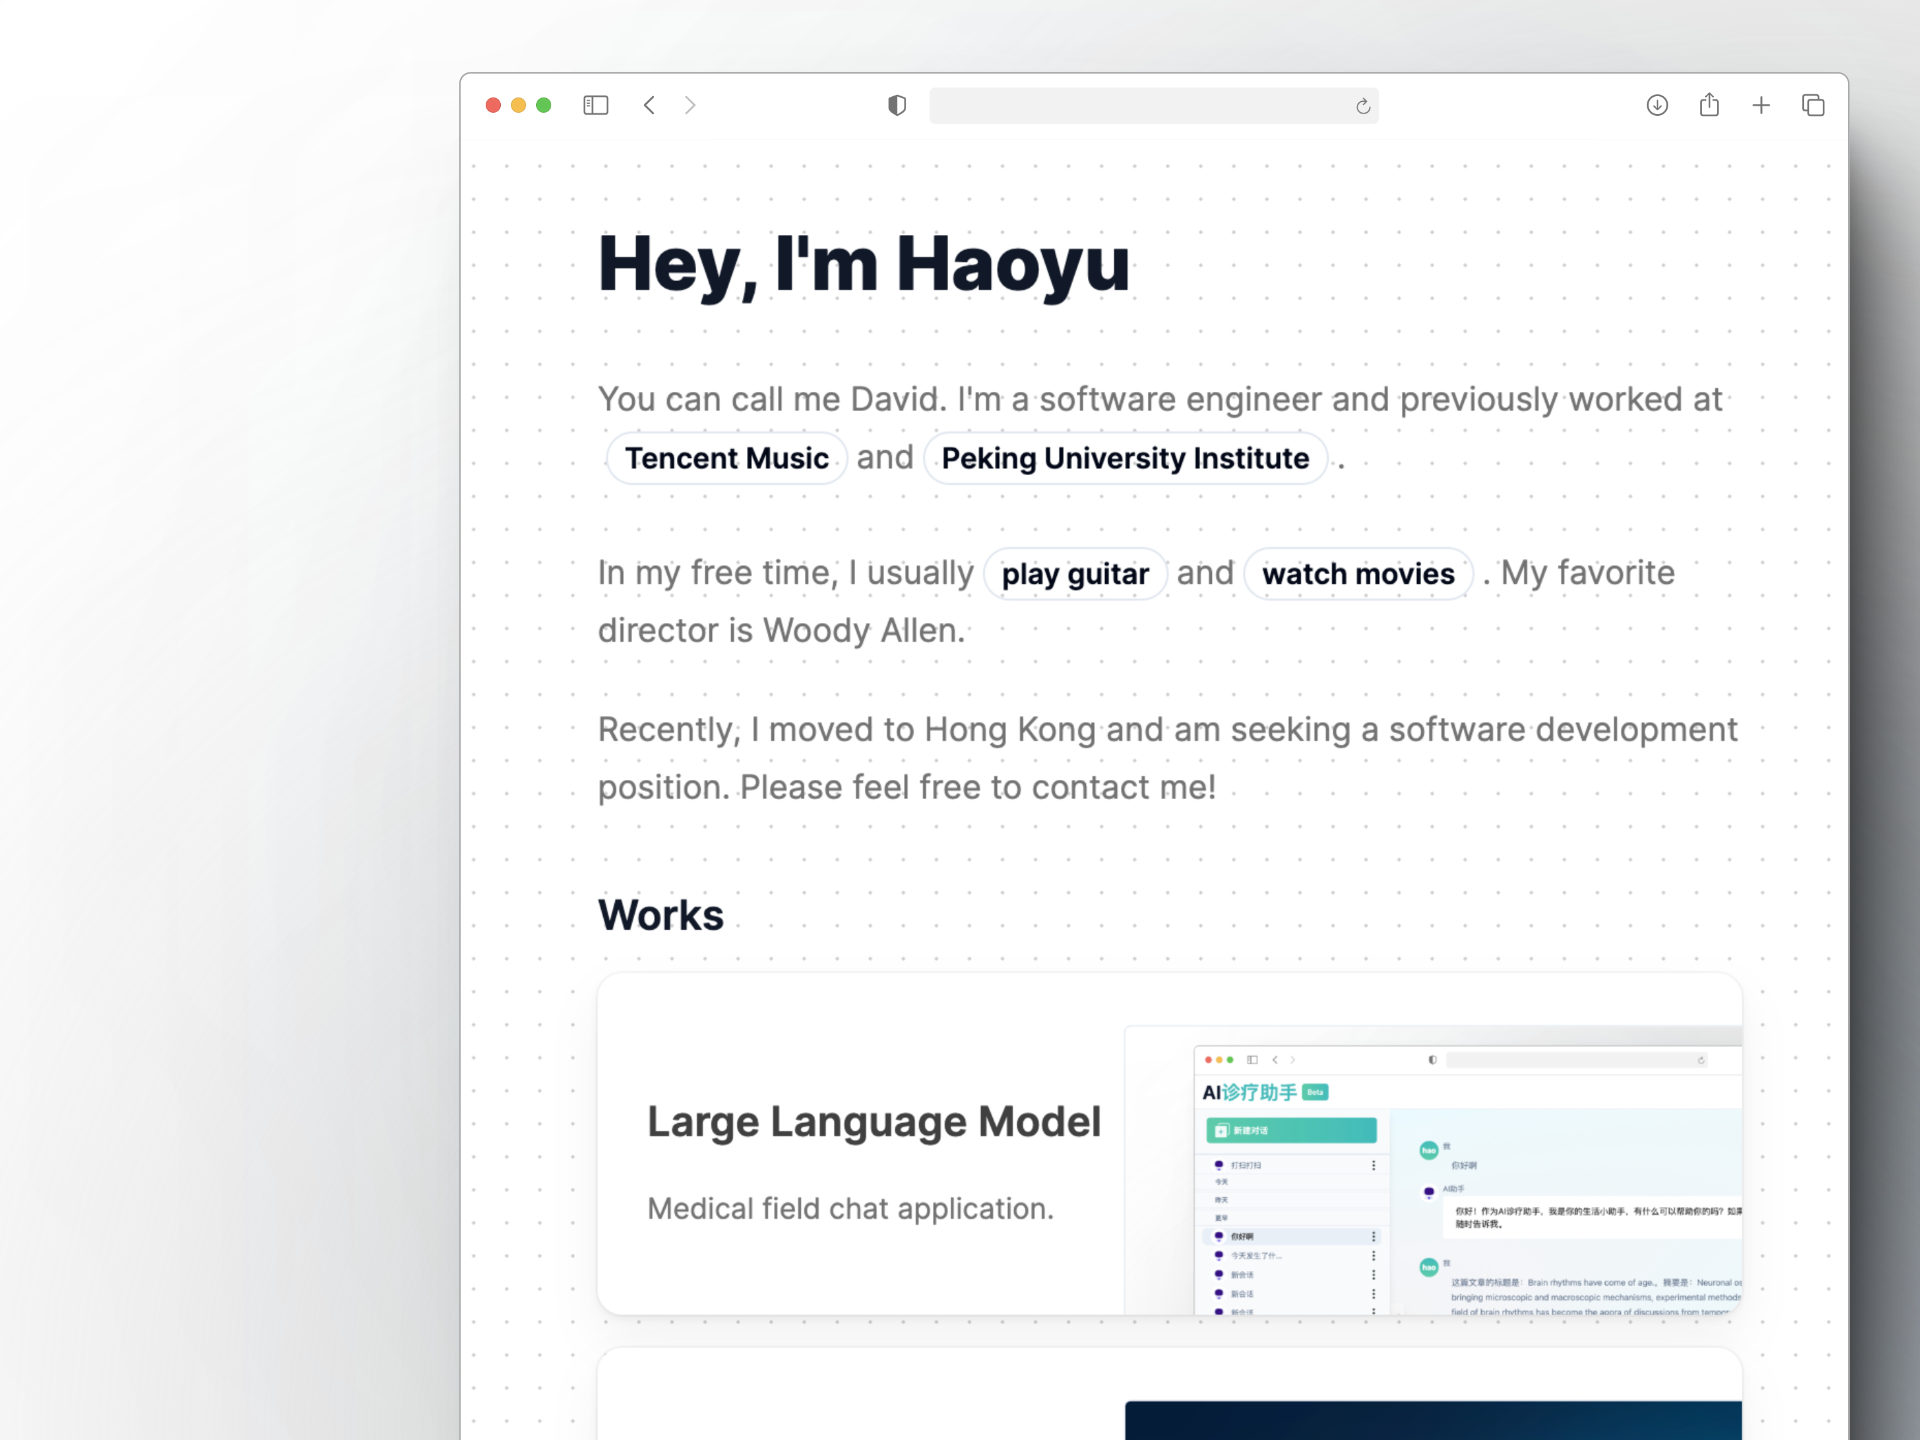 Hey, I'm Haoyu
You can call me David. I'm a software engineer and previously worked at
Tencent Music and Peking University Institute .
In my free time, I usually play guitar and watch movies . My favorite
director is Woody Allen.
Recently, I moved to Hong Kong and am seeking a software development
position. Please feel free to contact me!
Works
Large Language Model
Medical field chat application.
AI诊疗助手 Beta
新建对话
打扫打扫
今天
昨天
更早
你好啊
今天发生了什...
新会话
新会话
新会话
hao 我
你好啊
AI助手
你好！作为AI诊疗助手，我是你的生活小助手，有什么可以帮助你的吗？如果
随时告诉我。
hao 我
这篇文章的标题是：Brain rhythms have come of age.，摘要是：Neuronal os
bringing microscopic and macroscopic mechanisms, experimental methods
field of brain rhythms has become the agora of discussions from tempor